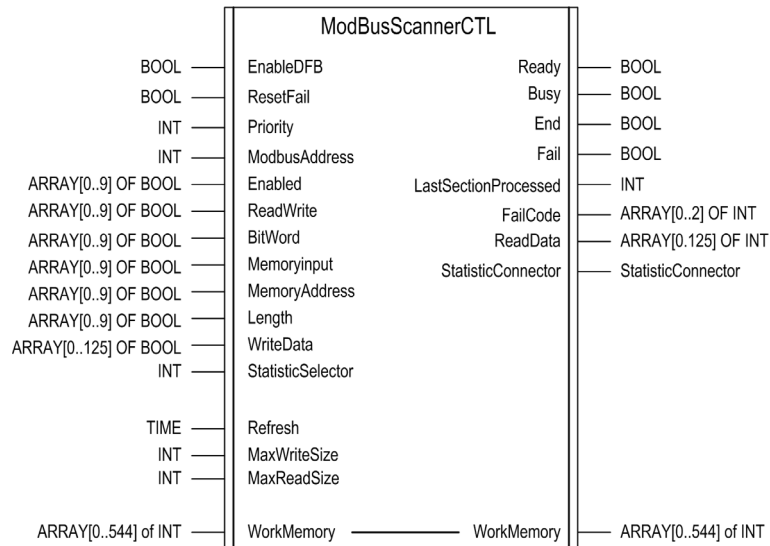 ModBusScannerCTL
BOOL EnableDFB Ready BOOL
BOOL ResetFail Busy BOOL
INT Priority End BOOL
INT ModbusAddress Fail BOOL
ARRAY[0..9] OF BOOL Enabled LastSectionProcessed INT
ARRAY[0..9] OF BOOL ReadWrite FailCode ARRAY[0..2] OF INT
ARRAY[0..9] OF BOOL BitWord ReadData ARRAY[0.125] OF INT
ARRAY[0..9] OF BOOL Memoryinput StatisticConnector StatisticConnector
ARRAY[0..9] OF BOOL MemoryAddress
ARRAY[0..9] OF BOOL Length
ARRAY[0..125] OF BOOL WriteData
INT StatisticSelector
TIME Refresh
INT MaxWriteSize
INT MaxReadSize
ARRAY[0..544] of INT WorkMemory WorkMemory ARRAY[0..544] of INT